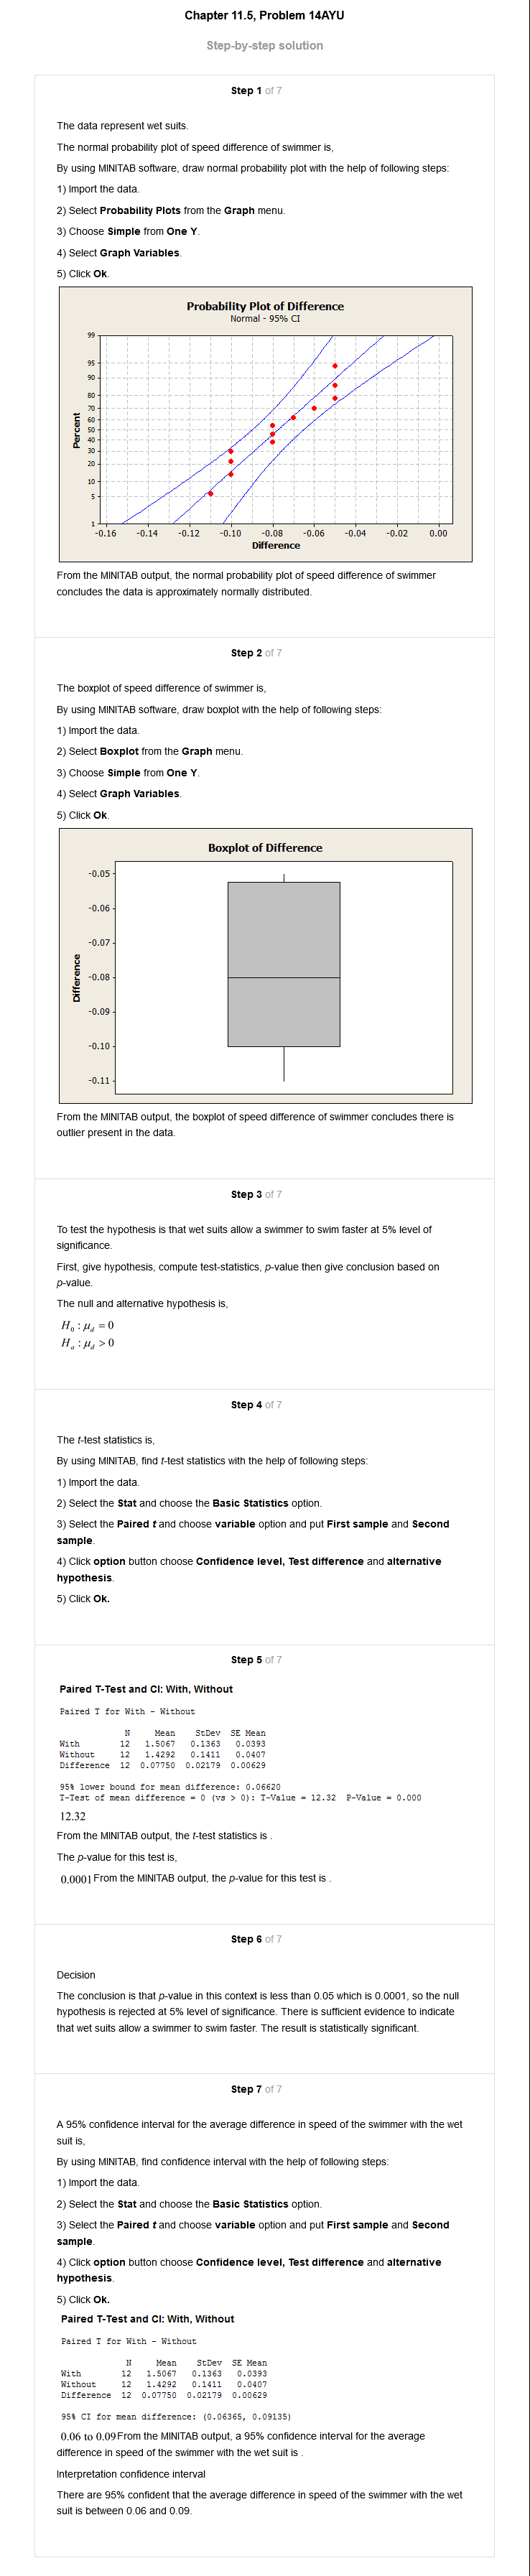 Chapter 11.5, Problem 14AYU
Step-by-step solution
Step 1 of 7
The data represent wet suits.
The normal probability plot of speed difference of swimmer is,
By using MINITAB software, draw normal probability plot with the help of following steps:
1) Import the data.
2) Select Probability Plots from the Graph menu.
3) Choose Simple from One Y.
4) Select Graph Variables.
5) Click Ok.
Probability Plot of Difference
Normal - 95% CI
99
95
90
80
70
60
50
40
30
20
10
5
1
Percent
-0.16 -0.14 -0.12 -0.10 -0.08 -0.06 -0.04 -0.02 0.00
Difference
From the MINITAB output, the normal probability plot of speed difference of swimmer
concludes the data is approximately normally distributed.
Step 2 of 7
The boxplot of speed difference of swimmer is,
By using MINITAB software, draw boxplot with the help of following steps:
1) Import the data.
2) Select Boxplot from the Graph menu.
3) Choose Simple from One Y.
4) Select Graph Variables.
5) Click Ok.
Boxplot of Difference
-0.05
-0.06
-0.07
-0.08
-0.09
-0.10
-0.11
Difference
From the MINITAB output, the boxplot of speed difference of swimmer concludes there is
outlier present in the data.
Step 3 of 7
To test the hypothesis is that wet suits allow a swimmer to swim faster at 5% level of
significance.
First, give hypothesis, compute test-statistics, p-value then give conclusion based on
p-value.
The null and alternative hypothesis is,
H₀ : μ_d = 0
H_a : μ_d > 0
Step 4 of 7
The t-test statistics is,
By using MINITAB, find t-test statistics with the help of following steps:
1) Import the data.
2) Select the Stat and choose the Basic Statistics option.
3) Select the Paired t and choose variable option and put First sample and Second
sample.
4) Click option button choose Confidence level, Test difference and alternative
hypothesis.
5) Click Ok.
Step 5 of 7
Paired T-Test and CI: With, Without
Paired T for With - Without
N Mean StDev SE Mean
With 12 1.5067 0.1363 0.0393
Without 12 1.4292 0.1411 0.0407
Difference 12 0.07750 0.02179 0.00629
95% lower bound for mean difference: 0.06620
T-Test of mean difference = 0 (vs > 0): T-Value = 12.32 P-Value = 0.000
12.32
From the MINITAB output, the t-test statistics is .
The p-value for this test is,
0.0001 From the MINITAB output, the p-value for this test is .
Step 6 of 7
Decision
The conclusion is that p-value in this context is less than 0.05 which is 0.0001, so the null
hypothesis is rejected at 5% level of significance. There is sufficient evidence to indicate
that wet suits allow a swimmer to swim faster. The result is statistically significant.
Step 7 of 7
A 95% confidence interval for the average difference in speed of the swimmer with the wet
suit is,
By using MINITAB, find confidence interval with the help of following steps:
1) Import the data.
2) Select the Stat and choose the Basic Statistics option.
3) Select the Paired t and choose variable option and put First sample and Second
sample.
4) Click option button choose Confidence level, Test difference and alternative
hypothesis.
5) Click Ok.
Paired T-Test and CI: With, Without
Paired T for With - Without
N Mean StDev SE Mean
With 12 1.5067 0.1363 0.0393
Without 12 1.4292 0.1411 0.0407
Difference 12 0.07750 0.02179 0.00629
95% CI for mean difference: (0.06365, 0.09135)
0.06 to 0.09 From the MINITAB output, a 95% confidence interval for the average
difference in speed of the swimmer with the wet suit is .
Interpretation confidence interval
There are 95% confident that the average difference in speed of the swimmer with the wet
suit is between 0.06 and 0.09.